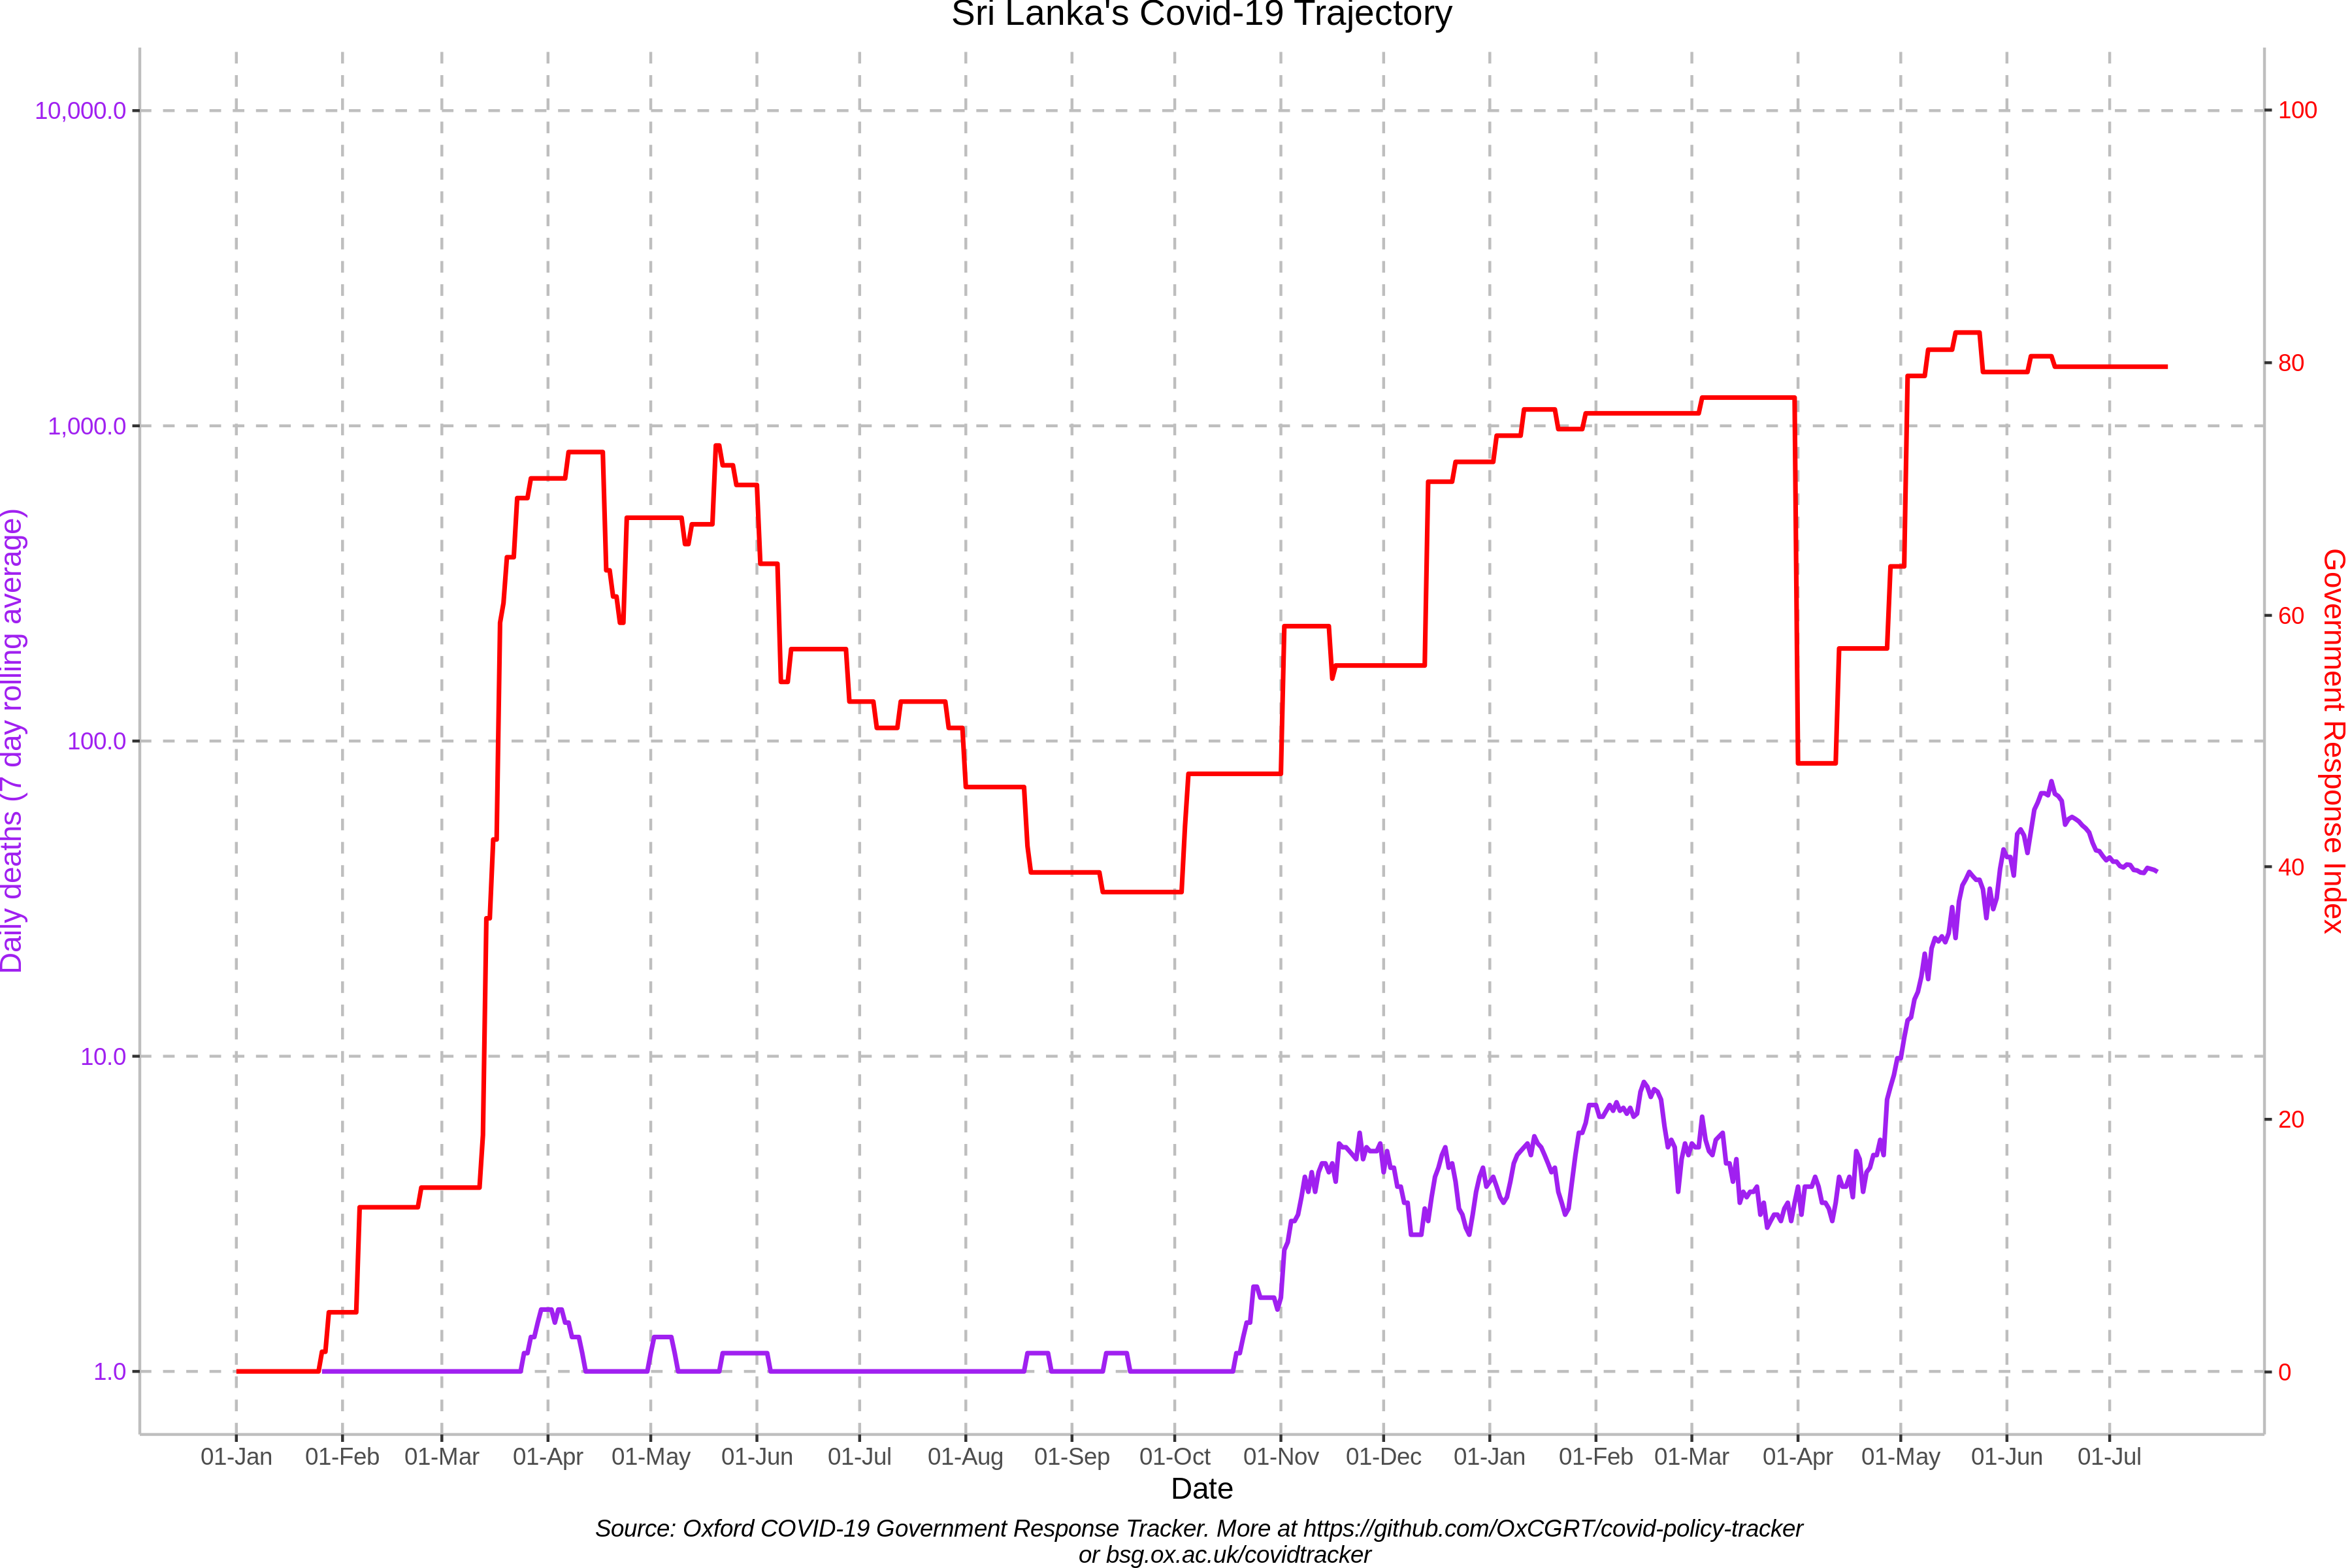 Sri Lanka's Covid-19 Trajectory
10,000.0
1,000.0
100.0
10.0
1.0
Daily deaths (7 day rolling average)
100
80
60
40
20
0
Government Response Index
01-Jan 01-Feb 01-Mar 01-Apr 01-May 01-Jun 01-Jul 01-Aug 01-Sep 01-Oct 01-Nov 01-Dec 01-Jan 01-Feb 01-Mar 01-Apr 01-May 01-Jun 01-Jul
Date
Source: Oxford COVID-19 Government Response Tracker. More at https://github.com/OxCGRT/covid-policy-tracker
or bsg.ox.ac.uk/covidtracker